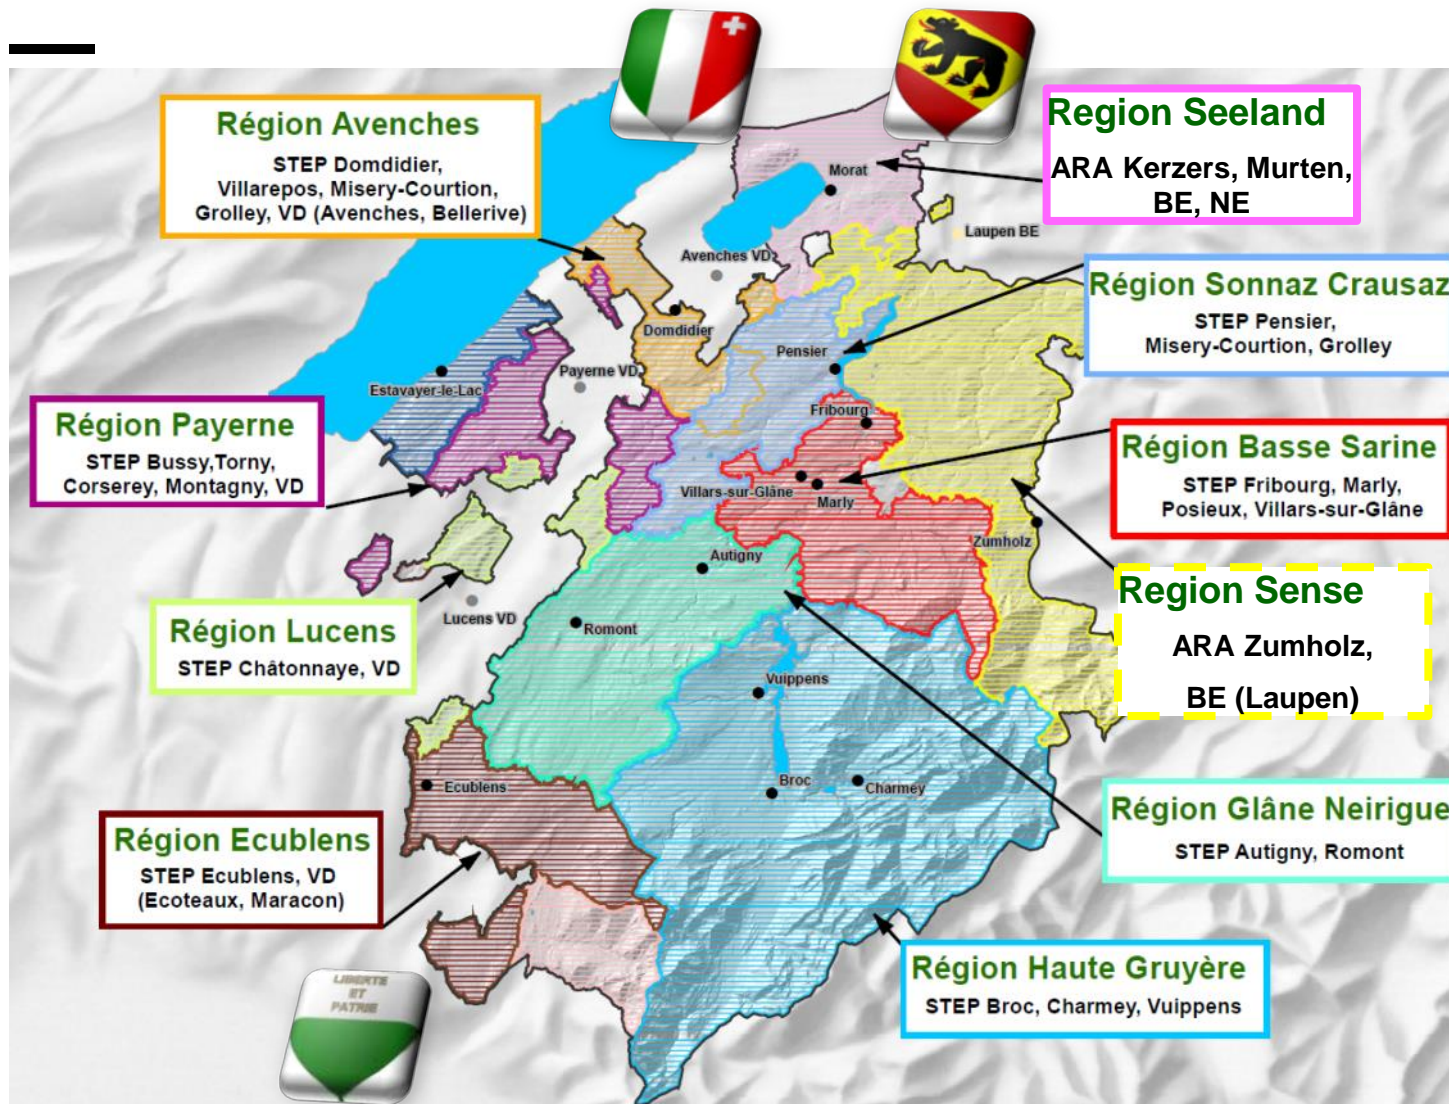 Région Avenches
STEP Domdidier,
Villarepos, Misery-Courtion,
Grolley, VD (Avenches, Bellerive)
Region Seeland
ARA Kerzers, Murten,
BE, NE
Morat
Laupen BE
Avenches VD
Région Sonnaz Crausaz
STEP Pensier,
Misery-Courtion, Grolley
Domdidier
Pensier
Payerne VD
Estavayer-le-Lac
Fribourg
Région Payerne
STEP Bussy,Torny,
Corserey, Montagny, VD
Région Basse Sarine
STEP Fribourg, Marly,
Posieux, Villars-sur-Glâne
Villars-sur-Glâne
Marly
Zumholz
Autigny
Region Sense
ARA Zumholz,
BE (Laupen)
Lucens VD
Romont
Région Lucens
STEP Châtonnaye, VD
Vuippens
Broc
Charmey
Ecublens
Région Glâne Neirigue
STEP Autigny, Romont
Région Ecublens
STEP Ecublens, VD
(Ecoteaux, Maracon)
Région Haute Gruyère
STEP Broc, Charmey, Vuippens
LIBERTE
ET
PATRIE